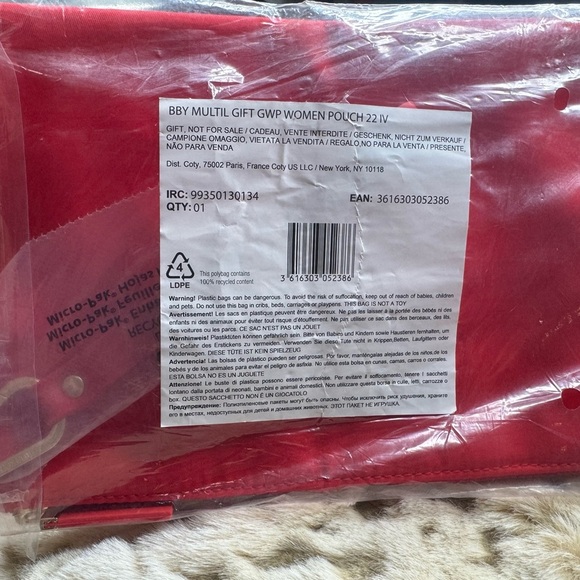 BBY MULTIL GIFT GWP WOMEN POUCH 22 IV
GIFT, NOT FOR SALE / CADEAU, VENTE INTERDITE / GESCHENK, NICHT ZUM VERKAUF /
CAMPIONE OMAGGIO, VIETATA LA VENDITA / REGALO,NO PARA LA VENTA / PRESENTE,
NÃO PARA VENDA
Dist. Coty, 75002 Paris, France Coty US LLC / New York, NY 10118
IRC: 99350130134
EAN: 3616303052386
QTY: 01
4
LDPE
This polybag contains
100% recycled content
3 616303 052386
Warning! Plastic bags can be dangerous. To avoid the risk of suffocation, keep out of reach of babies, children
and pets. Do not use this bag in cribs, beds, carriages or playpens. THIS BAG IS NOT A TOY
Avertissement! Les sacs en plastique peuvent être dangereux. Ne pas les laisser à la portée des bébés ni des
enfants ni des animaux pour éviter tout risque d'étouffement. Ne pas utiliser ce sac dans des berceaux, des lits
des voitures ou les parcs. CE SAC N'EST PAS UN JOUET
Warnhinweis! Plastiktüten können gefährlich sein. Bitte von Babies und Kindern sowie Haustieren fernhalten, um
die Gefahr des Erstickens zu vermeiden. Verwenden Sie diese Tüte nicht in Krippen,Betten, Laufgittern oder
Kinderwagen. DIESE TÜTE IST KEIN SPIELZEUG
Advertencia! Las bolsas de plástico pueden ser peligrosas. Por favor, manténgalas alejadas de los niños,de los
bebés y de los animales para evitar el peligro de asfixia. No utilice esta bolsa en cunas, camas, carros o corrales
ESTA BOLSA NO ES UN JUGUETE
Attenzione! Le buste di plastica possono essere pericolose. Per evitare il soffocamento, tenere i sacchetti
lontano dalla portata di neonati, bambini e animali domestici. Non utilizzare questa borsa in culle, letti, carrozze o
box. QUESTO SACCHETTO NON È UN GIOCATOLO
Предупреждение: Полиэтиленовые пакеты могут быть опасны. Чтобы исключить риск удушения, храните
его в местах, недоступных для детей и домашних животных. ЭТОТ ПАКЕТ НЕ ИГРУШКА.
Micro-Pak® Hojas
Micro-Pak® Feuille
Micro-Pak®